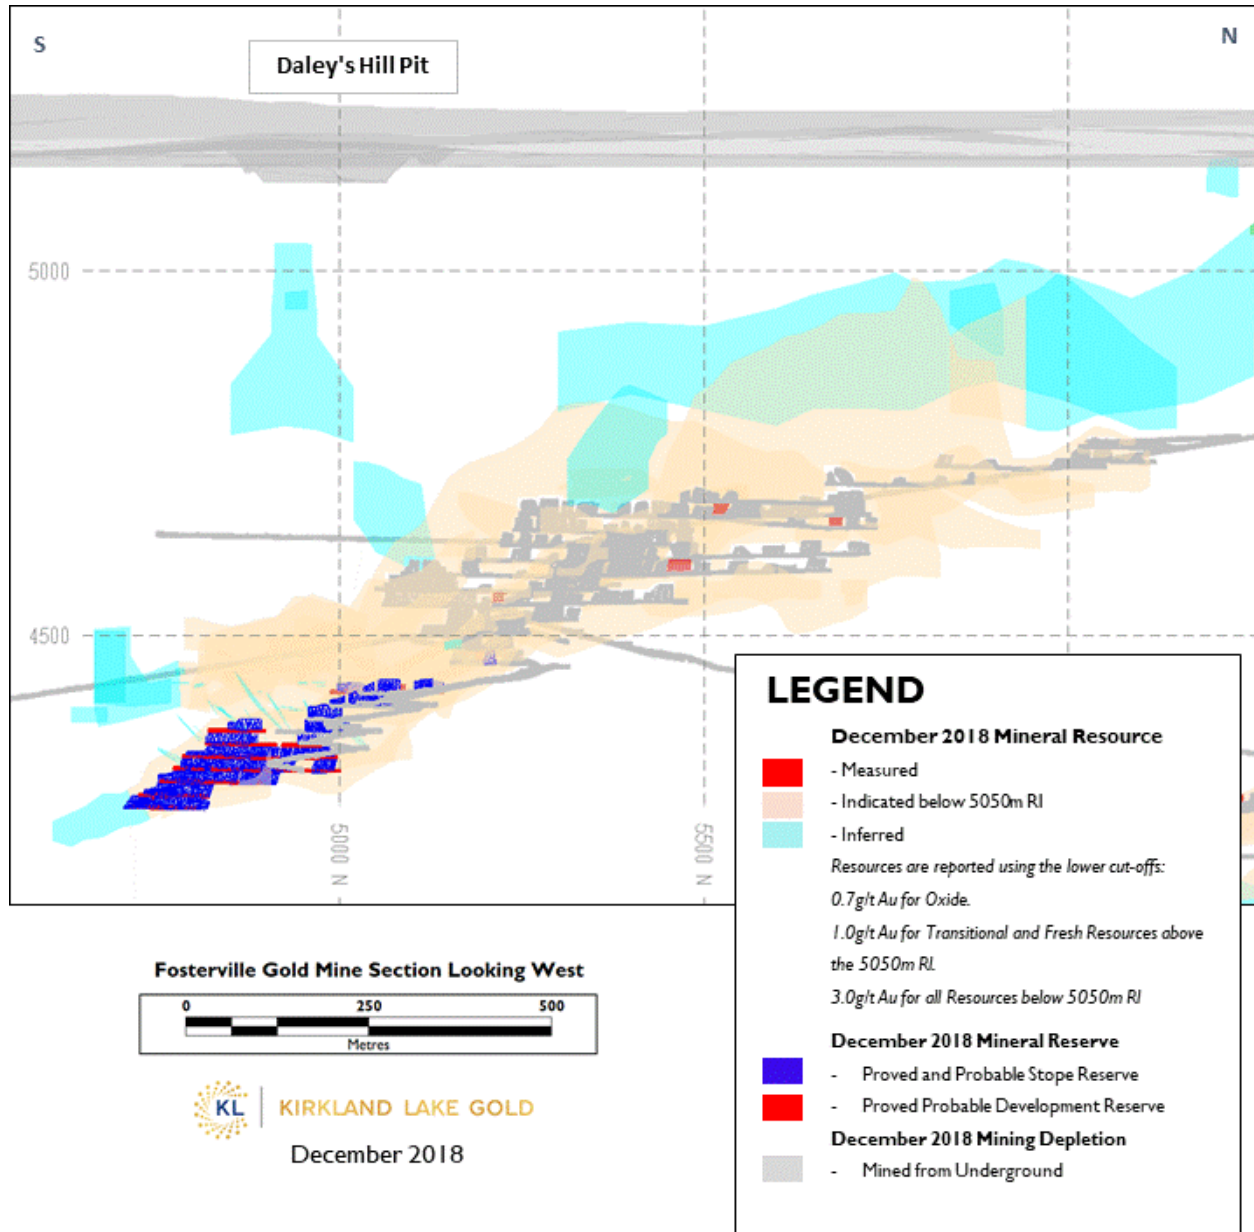 S
N
Daley's Hill Pit
5000
4500
5000 N
5500 N
LEGEND
December 2018 Mineral Resource
- Measured
- Indicated below 5050m Rl
- Inferred
Resources are reported using the lower cut-offs:
0.7g/t Au for Oxide.
1.0g/t Au for Transitional and Fresh Resources above
the 5050m Rl.
3.0g/t Au for all Resources below 5050m Rl
December 2018 Mineral Reserve
- Proved and Probable Stope Reserve
- Proved Probable Development Reserve
December 2018 Mining Depletion
- Mined from Underground
Fosterville Gold Mine Section Looking West
0 250 500
Metres
KL KIRKLAND LAKE GOLD
December 2018